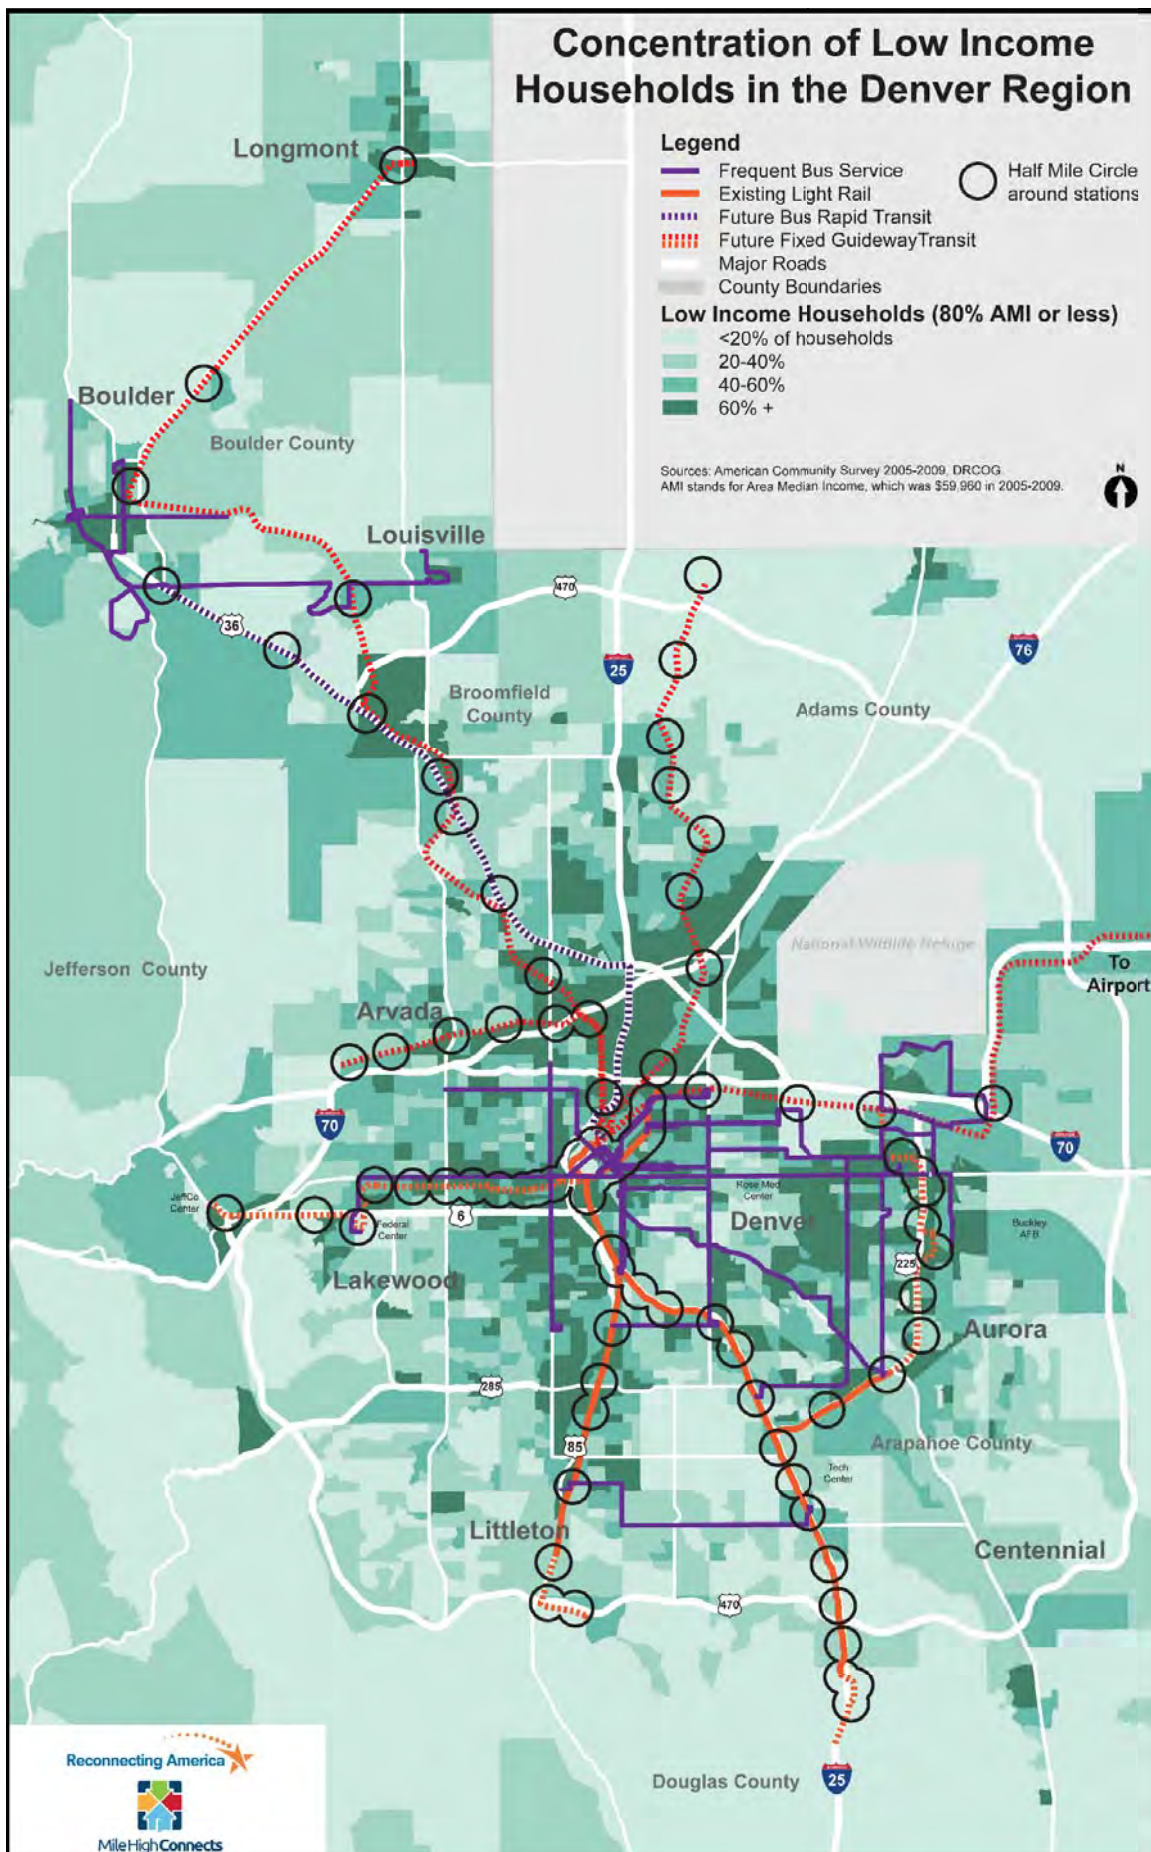 Concentration of Low Income
Households in the Denver Region
Legend
Frequent Bus Service
Existing Light Rail
Future Bus Rapid Transit
Future Fixed GuidewayTransit
Major Roads
County Boundaries
Half Mile Circle
around stations
Low Income Households (80% AMI or less)
<20% of households
20-40%
40-60%
60% +
Sources: American Community Survey 2005-2009, DRCOG.
AMI stands for Area Median Income, which was $59,960 in 2005-2009.
N
Longmont
Boulder
Boulder County
Louisville
470
36
25
76
Broomfield
County
Adams County
National Wildlife Refuge
Jefferson County
To
Airport
Arvada
70
70
JeffCo
Center
Federal
Center
6
Rose Med
Center
Denver
Buckley
AFB
225
Lakewood
Aurora
285
85
Arapahoe County
Tech
Center
Littleton
Centennial
470
Douglas County
25
Reconnecting America
MileHighConnects